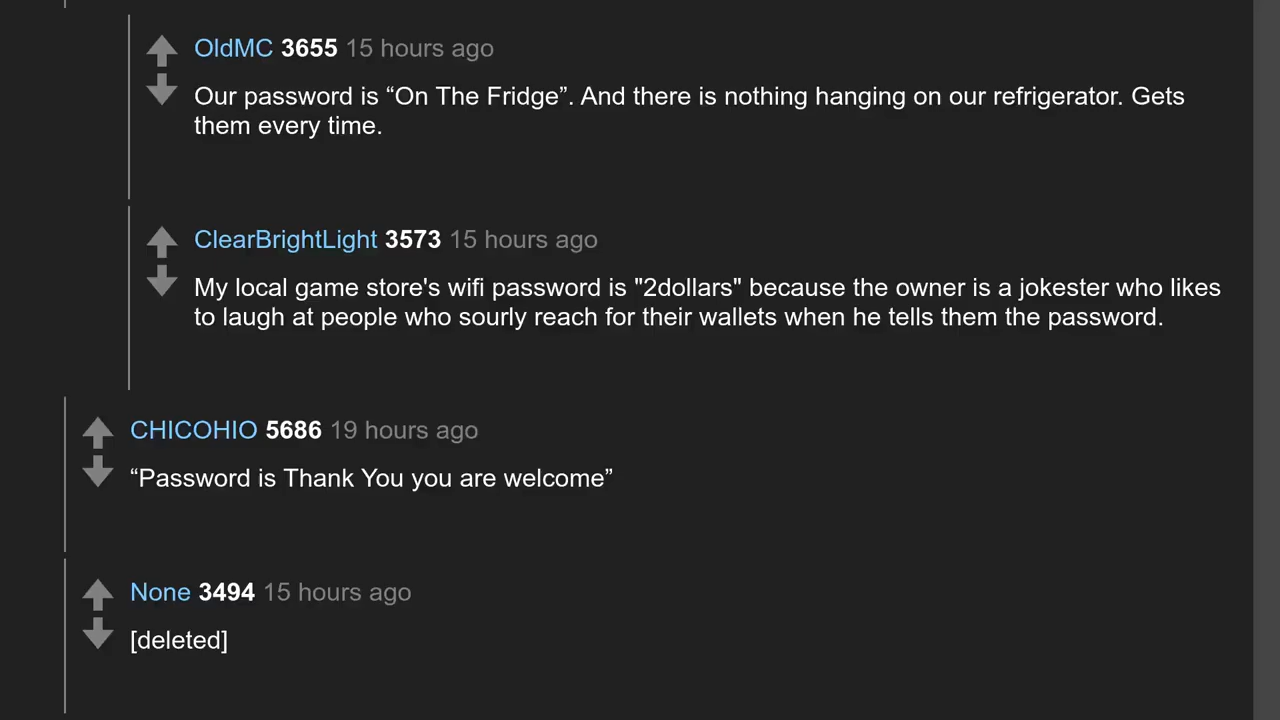 OldMC 3655 15 hours ago
Our password is “On The Fridge”. And there is nothing hanging on our refrigerator. Gets
them every time.
ClearBrightLight 3573 15 hours ago
My local game store's wifi password is "2dollars" because the owner is a jokester who likes
to laugh at people who sourly reach for their wallets when he tells them the password.
CHICOHIO 5686 19 hours ago
“Password is Thank You you are welcome”
None 3494 15 hours ago
[deleted]